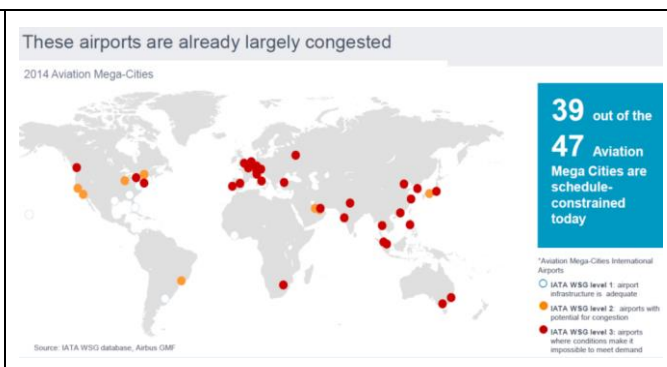 These airports are already largely congested
2014 Aviation Mega-Cities
39 out of the
47 Aviation
Mega Cities are
schedule-
constrained
today
*Aviation Mega-Cities International
Airports
IATA WSG level 1: airport
infrastructure is adequate
IATA WSG level 2: airports with
potential for congestion
IATA WSG level 3: airports
where conditions make it
impossible to meet demand
Source: IATA WSG database, Airbus GMF